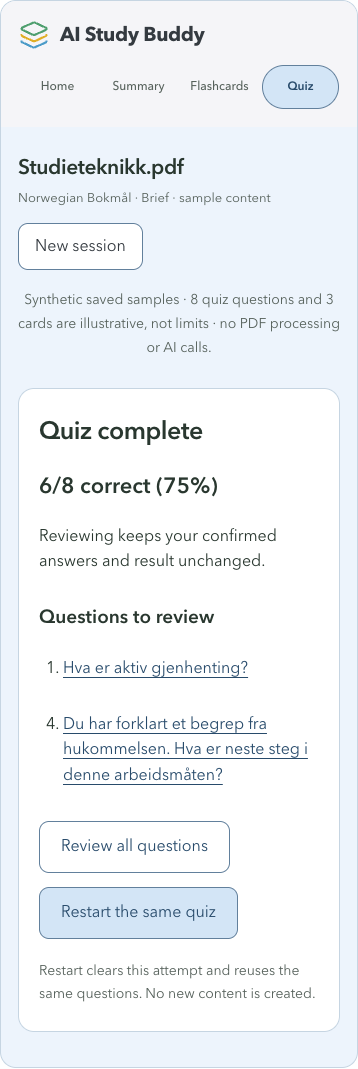 AI Study Buddy
Home Summary Flashcards Quiz
Studieteknikk.pdf
Norwegian Bokmål · Brief · sample content
New session
Synthetic saved samples · 8 quiz questions and 3
cards are illustrative, not limits · no PDF processing
or AI calls.
Quiz complete
6/8 correct (75%)
Reviewing keeps your confirmed
answers and result unchanged.
Questions to review
1. Hva er aktiv gjenhenting?
4. Du har forklart et begrep fra
hukommelsen. Hva er neste steg i
denne arbeidsmåten?
Review all questions
Restart the same quiz
Restart clears this attempt and reuses the
same questions. No new content is created.